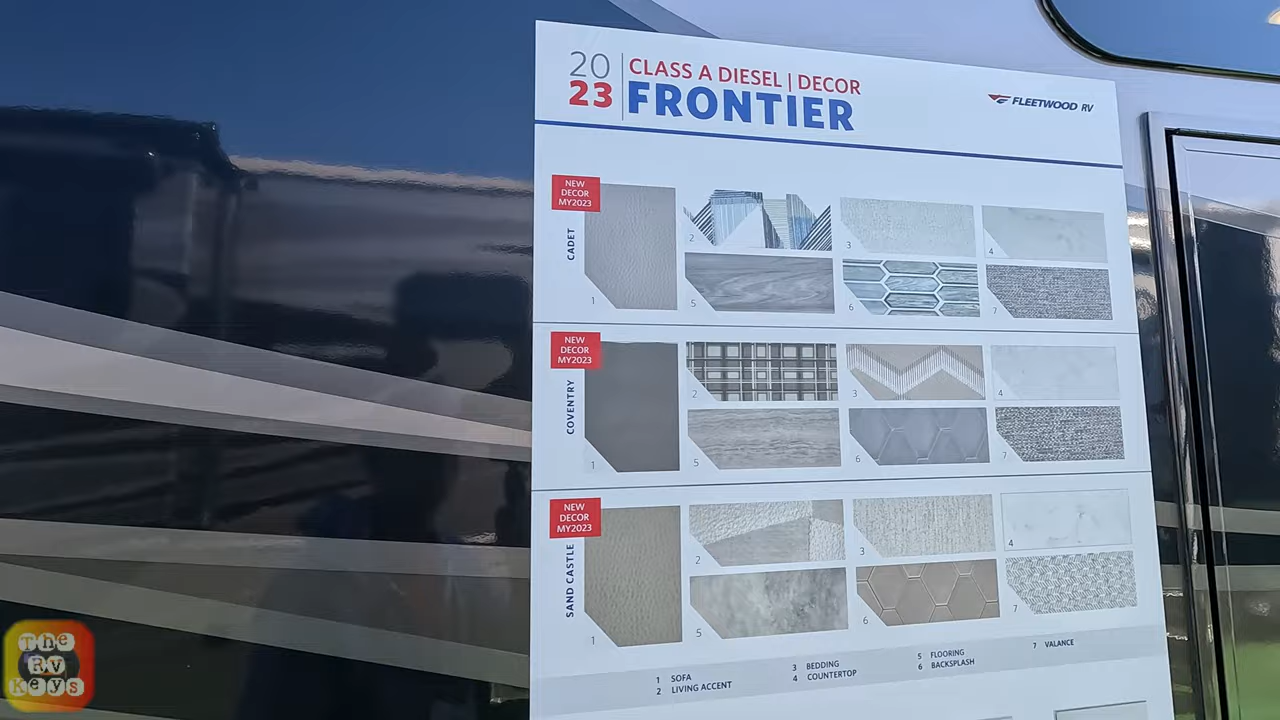 20
23
CLASS A DIESEL | DECOR
FRONTIER
FLEETWOOD RV
NEW
DECOR
MY2023
CADET
1
2
3
4
5
6
7
NEW
DECOR
MY2023
COVENTRY
1
2
3
4
5
6
7
NEW
DECOR
MY2023
SAND CASTLE
1
2
3
4
5
6
7
1 SOFA
2 LIVING ACCENT
3 BEDDING
4 COUNTERTOP
5 FLOORING
6 BACKSPLASH
7 VALANCE
The
RV
Keys